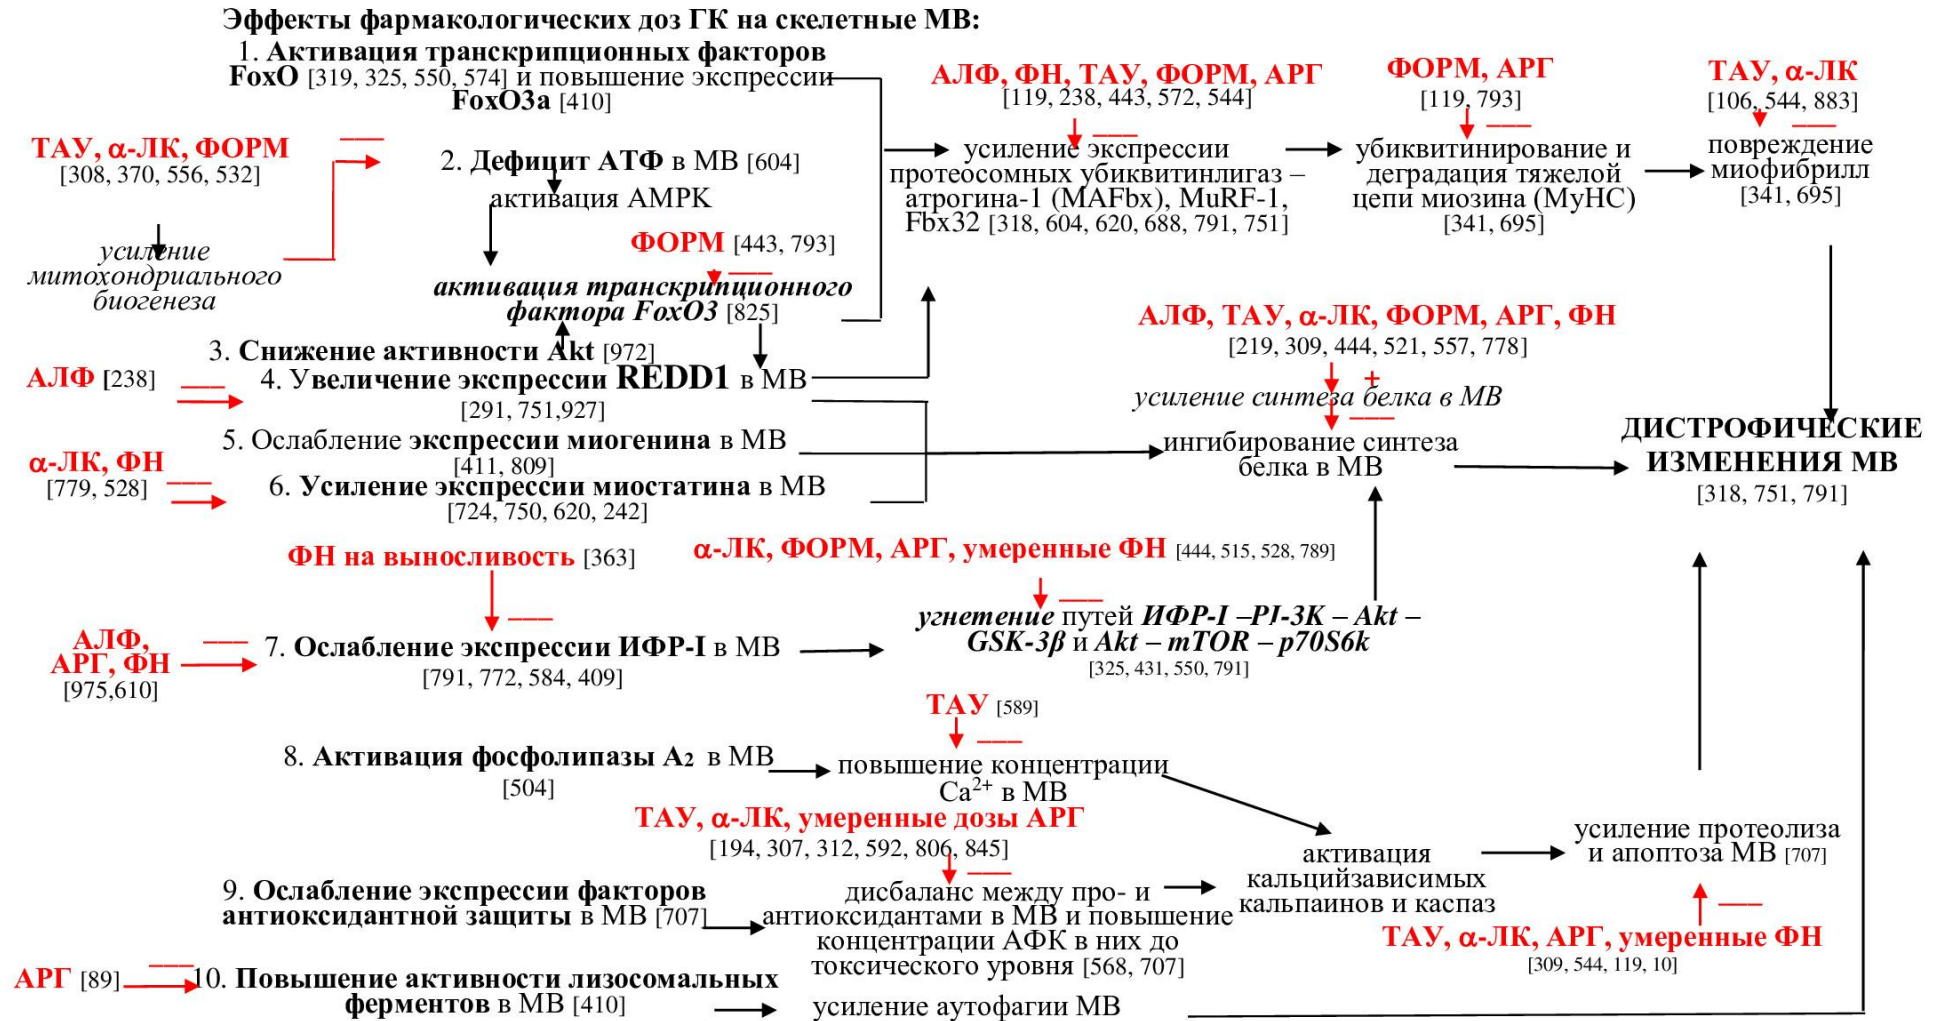 Эффекты фармакологических доз ГК на скелетные МВ:
1. Активация транскрипционных факторов
FoxO [319, 325, 550, 574] и повышение экспрессии
FoxO3a [410]
ТАУ, α-ЛК, ФОРМ
[308, 370, 556, 532]
усиление
митохондриального
биогенеза
2. Дефицит АТФ в МВ [604]
активация AMPK
ФОРМ [443, 793]
активация транскрипционного
фактора FoxO3 [825]
3. Снижение активности Akt [972]
АЛФ [238]
4. Увеличение экспрессии REDD1 в МВ
[291, 751,927]
5. Ослабление экспрессии миогенина в МВ
[411, 809]
α-ЛК, ФН
[779, 528]
6. Усиление экспрессии миостатина в МВ
[724, 750, 620, 242]
АЛФ, ФН, ТАУ, ФОРМ, АРГ
[119, 238, 443, 572, 544]
усиление экспрессии
протеосомных убиквитинлигаз –
атрогина-1 (MAFbx), MuRF-1,
Fbx32 [318, 604, 620, 688, 791, 751]
ФОРМ, АРГ
[119, 793]
убиквитинирование и
деградация тяжелой
цепи миозина (MyHC)
[341, 695]
ТАУ, α-ЛК
[106, 544, 883]
повреждение
миофибрилл
[341, 695]
АЛФ, ТАУ, α-ЛК, ФОРМ, АРГ, ФН
[219, 309, 444, 521, 557, 778]
+
усиление синтеза белка в МВ
ингибирование синтеза
белка в МВ
ДИСТРОФИЧЕСКИЕ
ИЗМЕНЕНИЯ МВ
[318, 751, 791]
ФН на выносливость [363]
α-ЛК, ФОРМ, АРГ, умеренные ФН [444, 515, 528, 789]
АЛФ,
АРГ, ФН
[975,610]
7. Ослабление экспрессии ИФР-I в МВ
[791, 772, 584, 409]
угнетение путей ИФР-I –PI-3K – Akt –
GSK-3β и Akt – mTOR – p70S6k
[325, 431, 550, 791]
ТАУ [589]
8. Активация фосфолипазы А2 в МВ
[504]
повышение концентрации
Ca2+ в МВ
ТАУ, α-ЛК, умеренные дозы АРГ
[194, 307, 312, 592, 806, 845]
9. Ослабление экспрессии факторов
антиоксидантной защиты в МВ [707]
дисбаланс между про- и
антиоксидантами в МВ и повышение
концентрации АФК в них до
токсического уровня [568, 707]
активация
кальцийзависимых
кальпаинов и каспаз
усиление протеолиза
и апоптоза МВ [707]
ТАУ, α-ЛК, АРГ, умеренные ФН
[309, 544, 119, 10]
АРГ [89]
10. Повышение активности лизосомальных
ферментов в МВ [410]
усиление аутофагии МВ